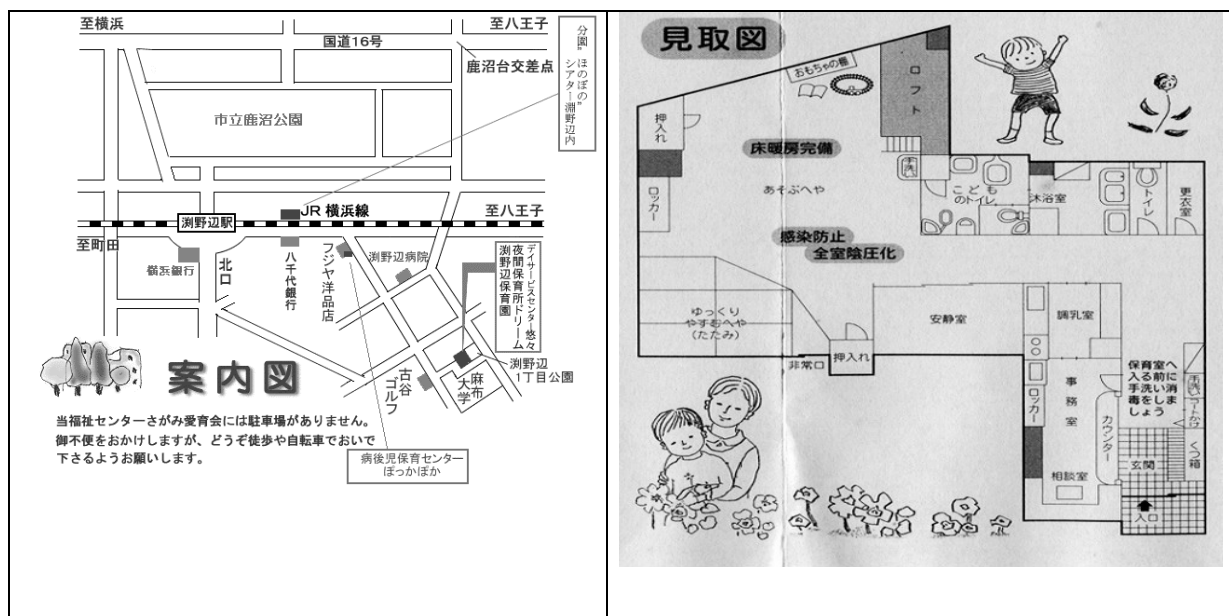 至横浜
至八王子
国道16号
鹿沼台交差点
分園"ほのぼの"
シアター淵野辺内
市立鹿沼公園
JR 横浜線
至八王子
淵野辺駅
至町田
横浜銀行
北口
八千代銀行
フジヤ洋品店
渕野辺病院
デイサービスセンター悠々
夜間保育所ドリーム
渕野辺保育園
渕野辺
1丁目公園
麻布
大学
古谷
ゴルフ
案内図
当福祉センターさがみ愛育会には駐車場がありません。
御不便をおかけしますが、どうぞ徒歩や自転車でおいで
下さるようお願いします。
病後児保育センター
ぽっかぽか
見取図
おもちゃの棚
ロフト
押入れ
床暖房完備
手洗い
あそぶへや
ロッカー
こども
のトイレ
沐浴室
トイレ
更衣室
感染防止
全室陰圧化
ゆっくり
やすむへや
(たたみ)
安静室
調乳室
押入れ
非常口
保育室へ
入る前に
手洗い消
毒をしま
しょう
手洗い
コートかけ
ロッカー
事務室
カウンター
くつ箱
玄関
相談室
入口